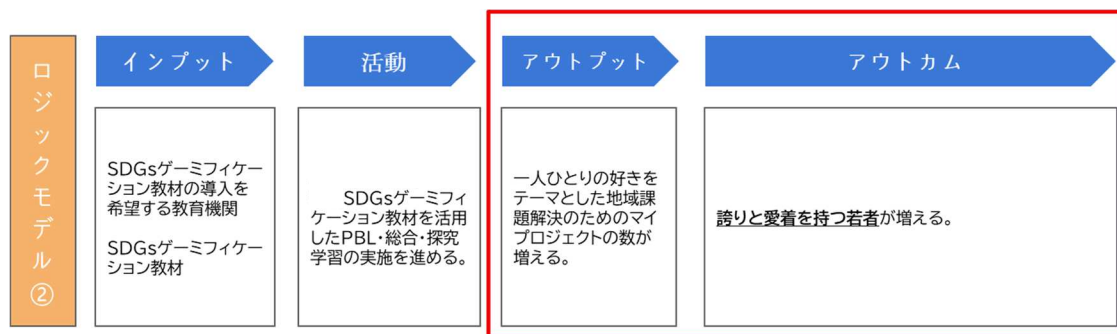 ロジックモデル②
インプット
活動
アウトプット
アウトカム
SDGsゲーミフィケー
ション教材の導入を
希望する教育機関
SDGsゲーミフィケー
ション教材
SDGsゲーミフィ
ケーション教材を活用
したPBL・総合・探究
学習の実施を進める。
一人ひとりの好きを
テーマとした地域課
題解決のためのマイ
プロジェクトの数が
増える。
誇りと愛着を持つ若者が増える。